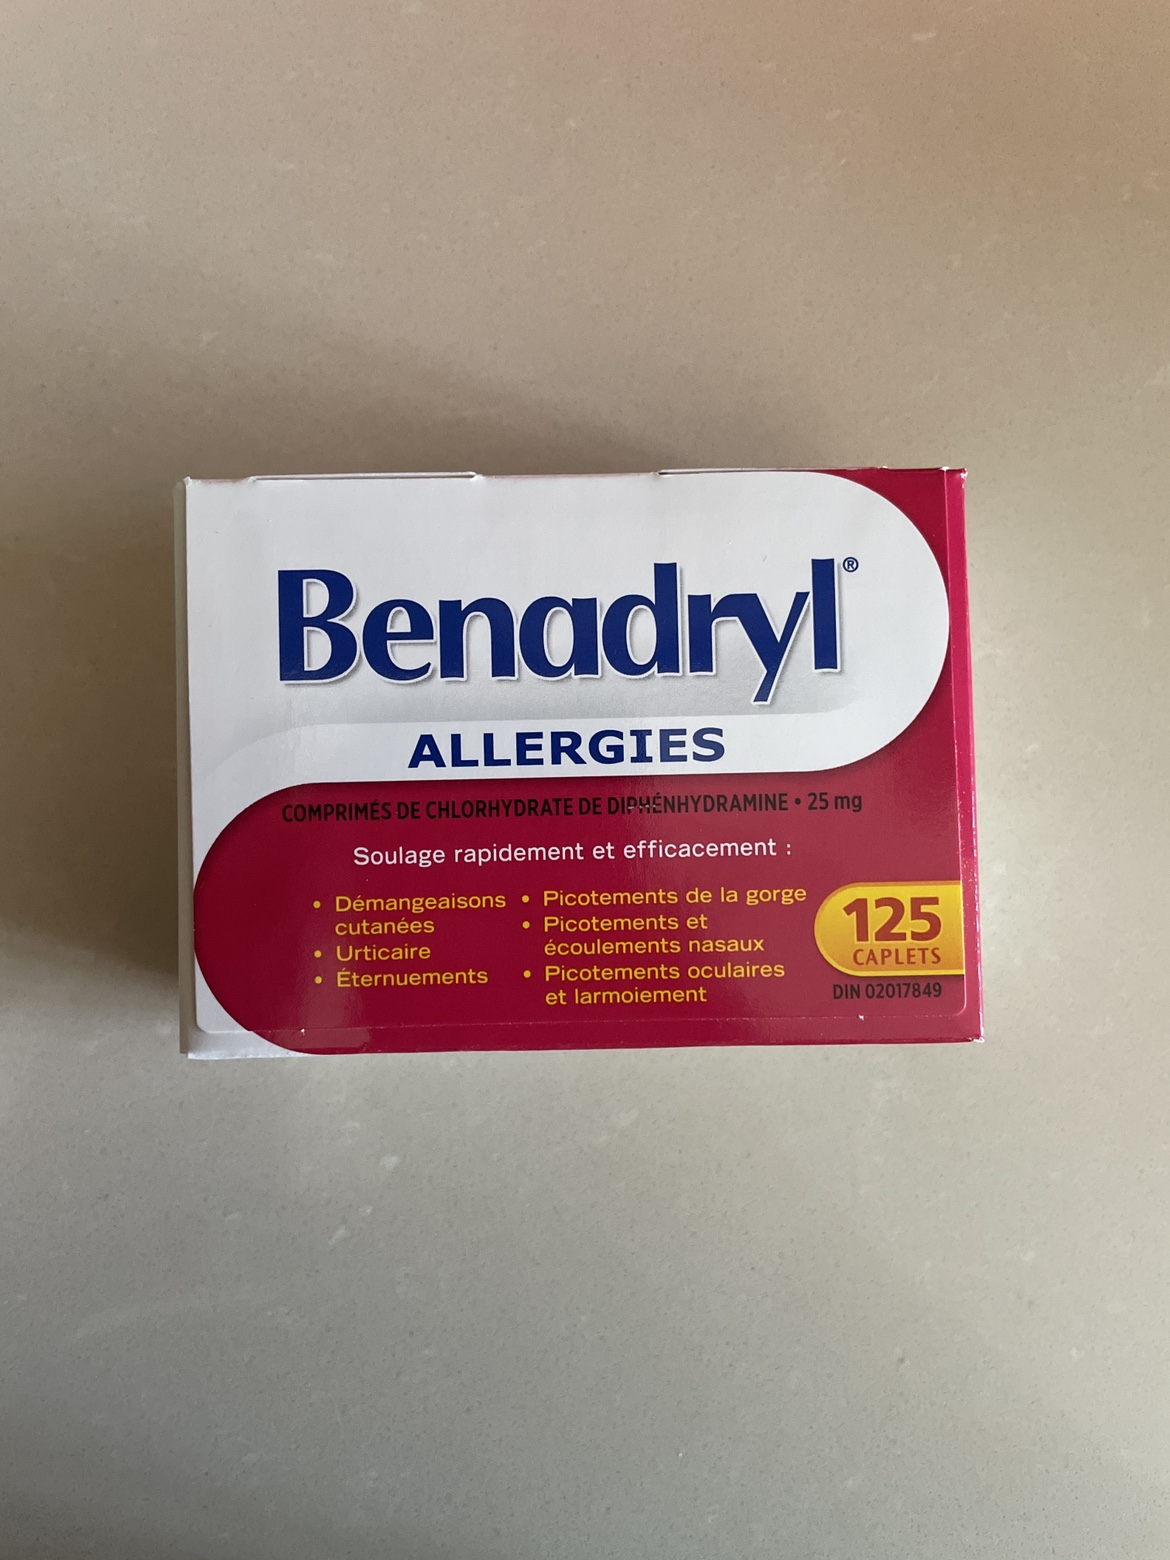 Benadryl®
ALLERGIES
COMPRIMÉS DE CHLORHYDRATE DE DIPHÉNHYDRAMINE • 25 mg
Soulage rapidement et efficacement :
• Démangeaisons
cutanées
• Urticaire
• Éternuements
• Picotements de la gorge
• Picotements et
écoulements nasaux
• Picotements oculaires
et larmoiement
125
CAPLETS
DIN 02017849